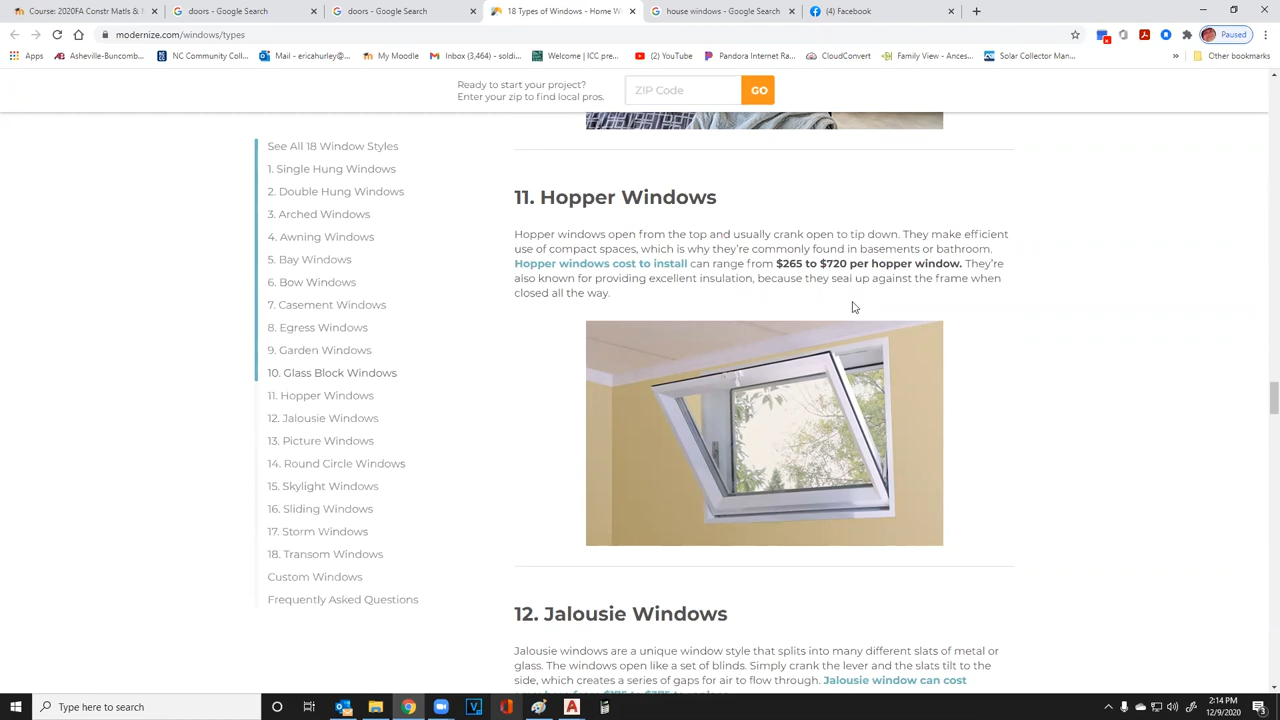 Course: 2020FA Constr Matls & M
doors - Google Search
doors - Google Search
18 Types of Windows - Home W
house windows - Google Search
(4) Facebook
modernize.com/windows/types
Paused
Apps
Asheville-Buncomb...
NC Community Coll...
Mail - ericahurley@...
My Moodle
Inbox (3,464) - soldi...
Welcome | ICC pre...
(2) YouTube
Pandora Internet Ra...
CloudConvert
Family View - Ances...
Solar Collector Man...
Other bookmarks
Ready to start your project?
Enter your zip to find local pros.
ZIP Code
GO
See All 18 Window Styles
1. Single Hung Windows
2. Double Hung Windows
3. Arched Windows
4. Awning Windows
5. Bay Windows
6. Bow Windows
7. Casement Windows
8. Egress Windows
9. Garden Windows
10. Glass Block Windows
11. Hopper Windows
12. Jalousie Windows
13. Picture Windows
14. Round Circle Windows
15. Skylight Windows
16. Sliding Windows
17. Storm Windows
18. Transom Windows
Custom Windows
Frequently Asked Questions
11. Hopper Windows
Hopper windows open from the top and usually crank open to tip down. They make efficient
use of compact spaces, which is why they're commonly found in basements or bathroom.
Hopper windows cost to install can range from $265 to $720 per hopper window. They're
also known for providing excellent insulation, because they seal up against the frame when
closed all the way.
12. Jalousie Windows
Jalousie windows are a unique window style that splits into many different slats of metal or
glass. The windows open like a set of blinds. Simply crank the lever and the slats tilt to the
side, which creates a series of gaps for air to flow through. Jalousie window can cost
Type here to search
2:14 PM
12/9/2020